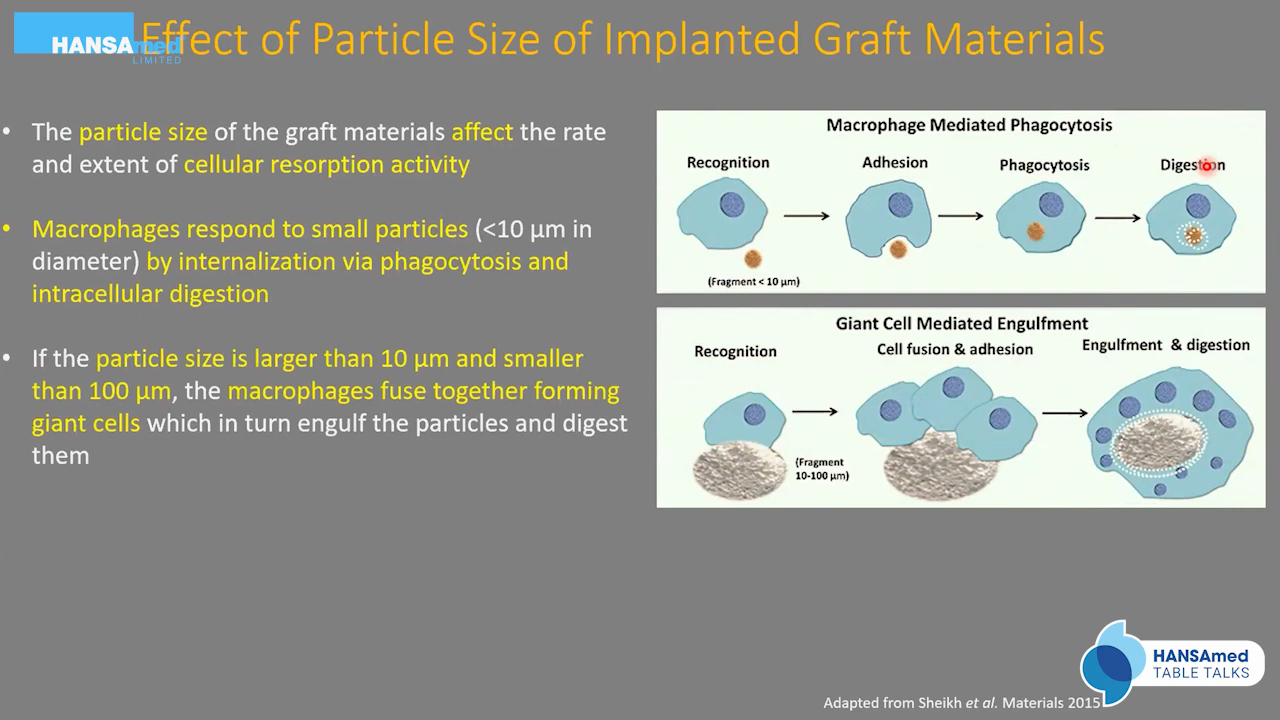 HANSAmed
LIMITED
Effect of Particle Size of Implanted Graft Materials
• The particle size of the graft materials affect the rate
and extent of cellular resorption activity
• Macrophages respond to small particles (<10 µm in
diameter) by internalization via phagocytosis and
intracellular digestion
• If the particle size is larger than 10 µm and smaller
than 100 µm, the macrophages fuse together forming
giant cells which in turn engulf the particles and digest
them
Macrophage Mediated Phagocytosis
Recognition
Adhesion
Phagocytosis
Digestion
(Fragment < 10 µm)
Giant Cell Mediated Engulfment
Recognition
Cell fusion & adhesion
Engulfment & digestion
(Fragment
10-100 µm)
HANSAmed
TABLE TALKS
Adapted from Sheikh et al. Materials 2015